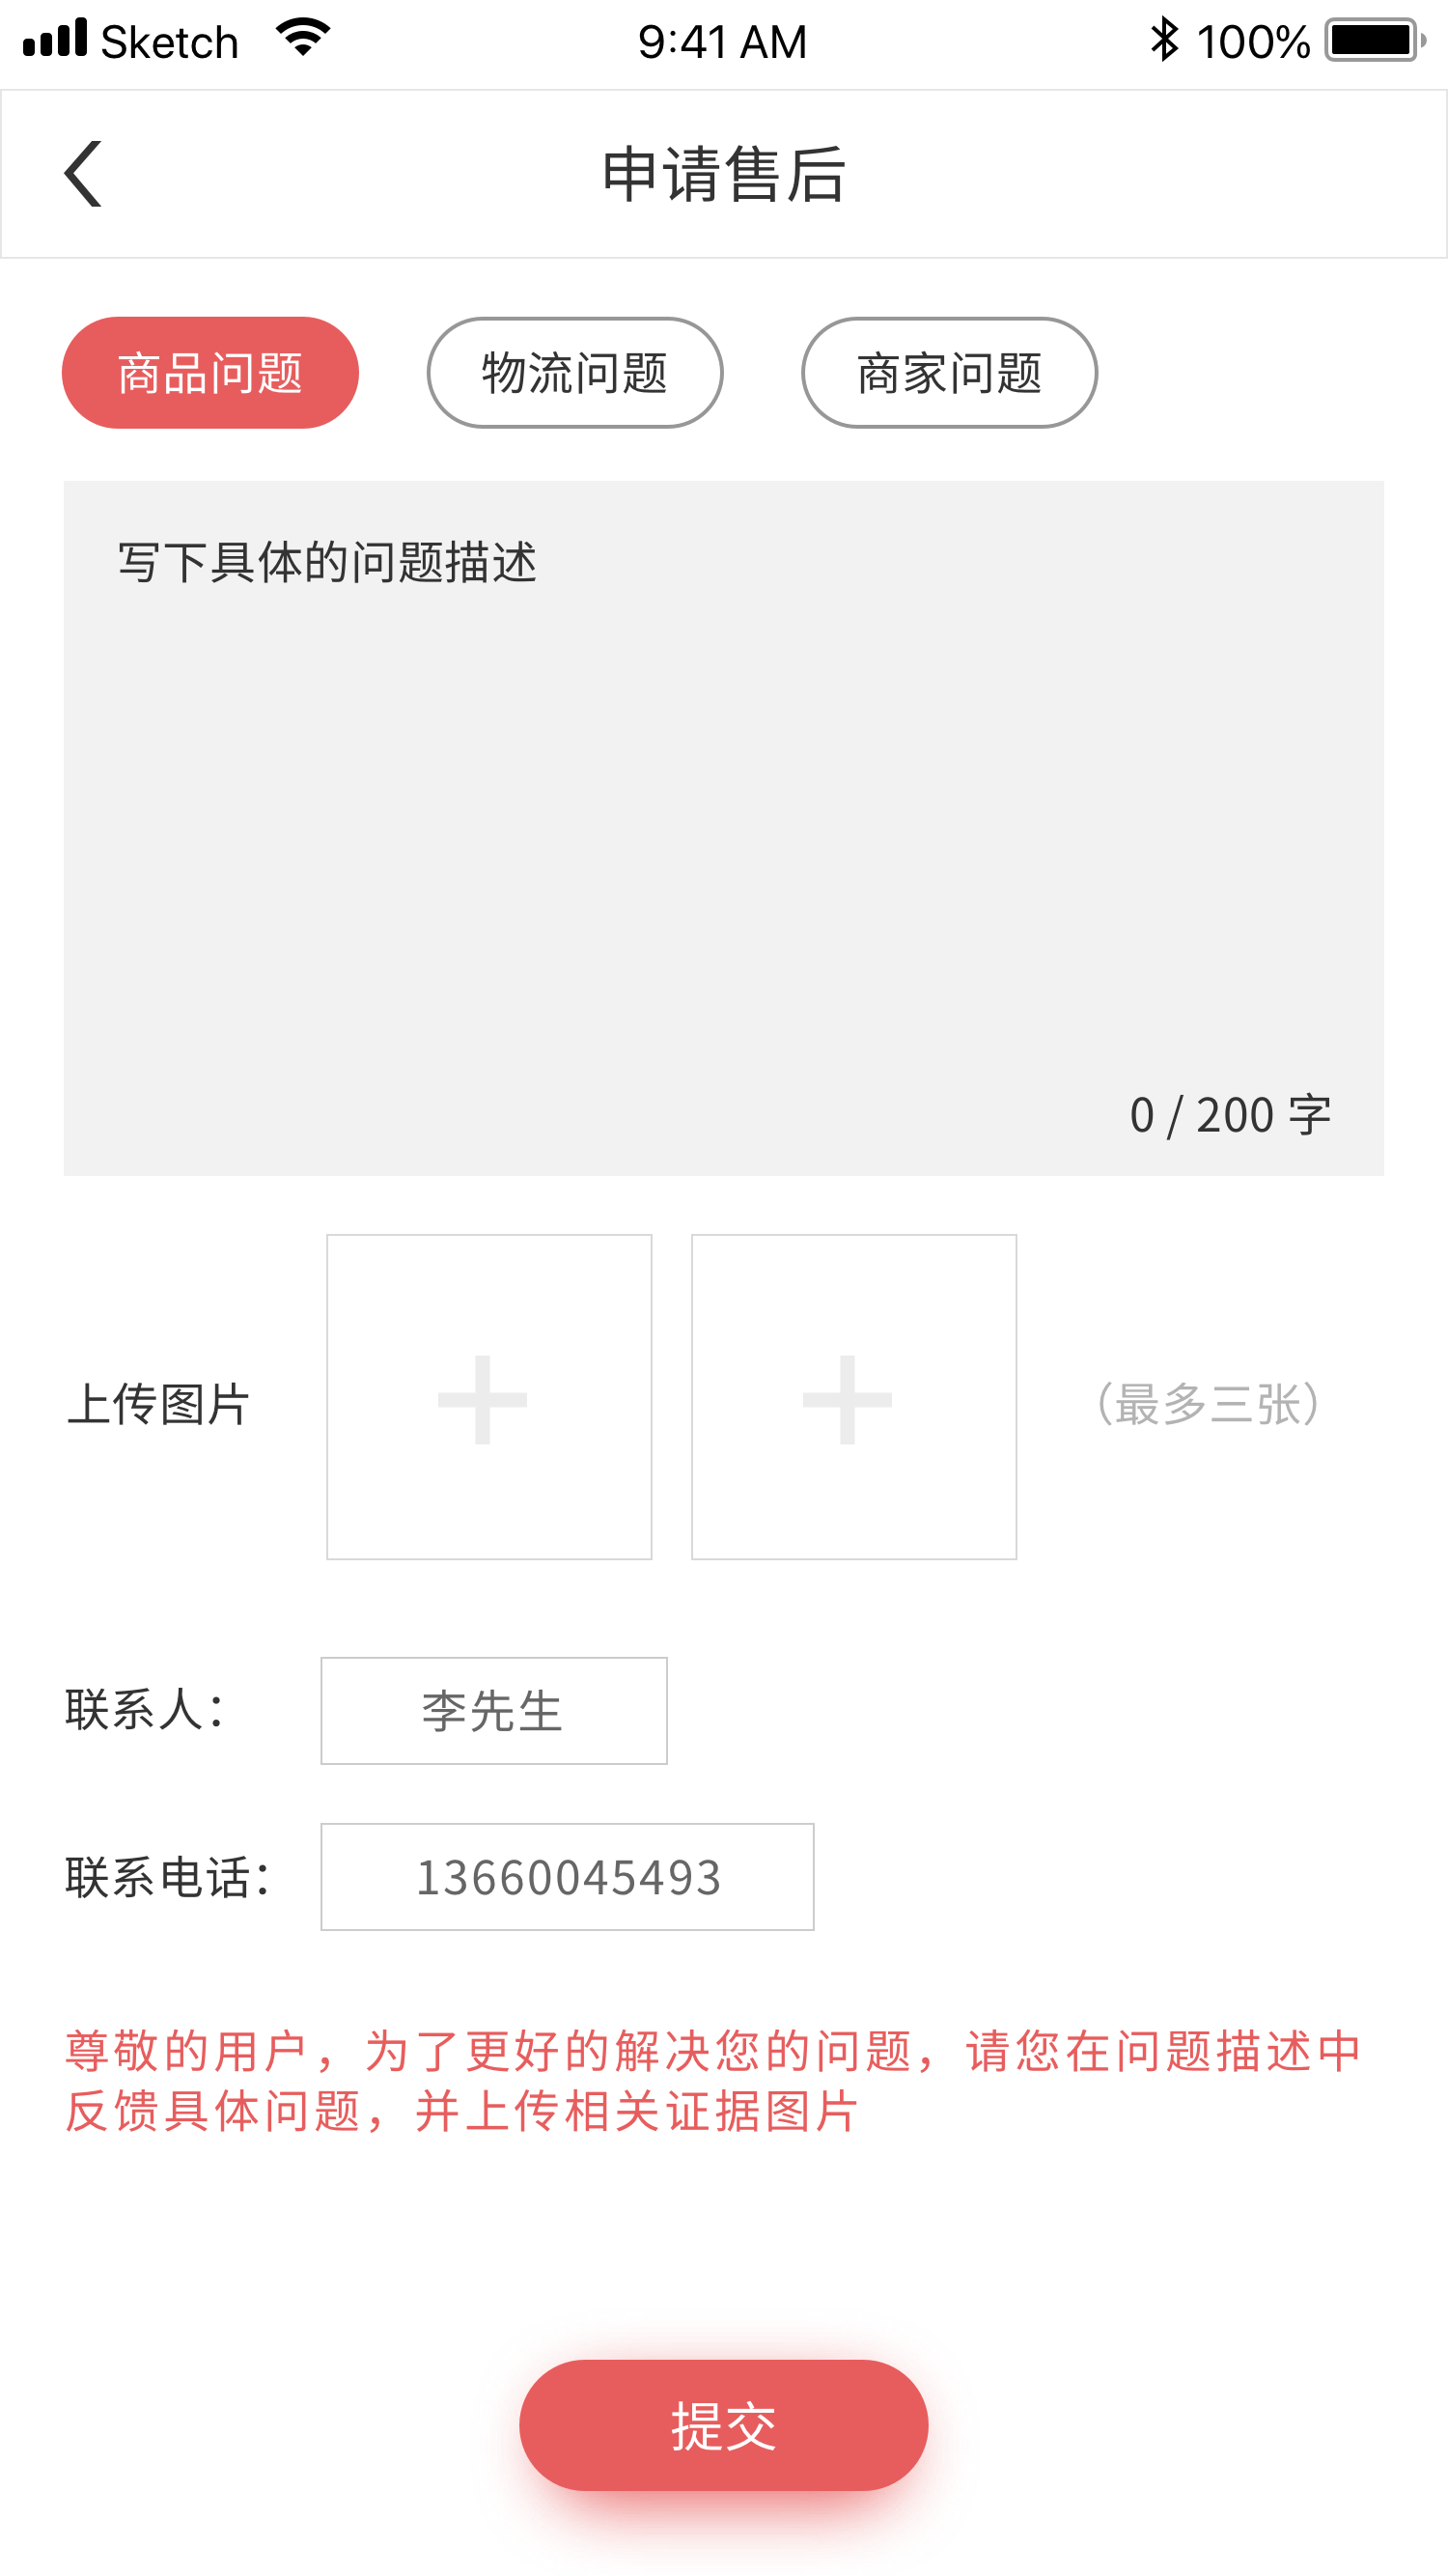 Sketch 9:41 AM 100%
申请售后
商品问题 物流问题 商家问题
写下具体的问题描述
0 / 200 字
上传图片 （最多三张）
联系人： 李先生
联系电话： 13660045493
尊敬的用户，为了更好的解决您的问题，请您在问题描述中
反馈具体问题，并上传相关证据图片
提交